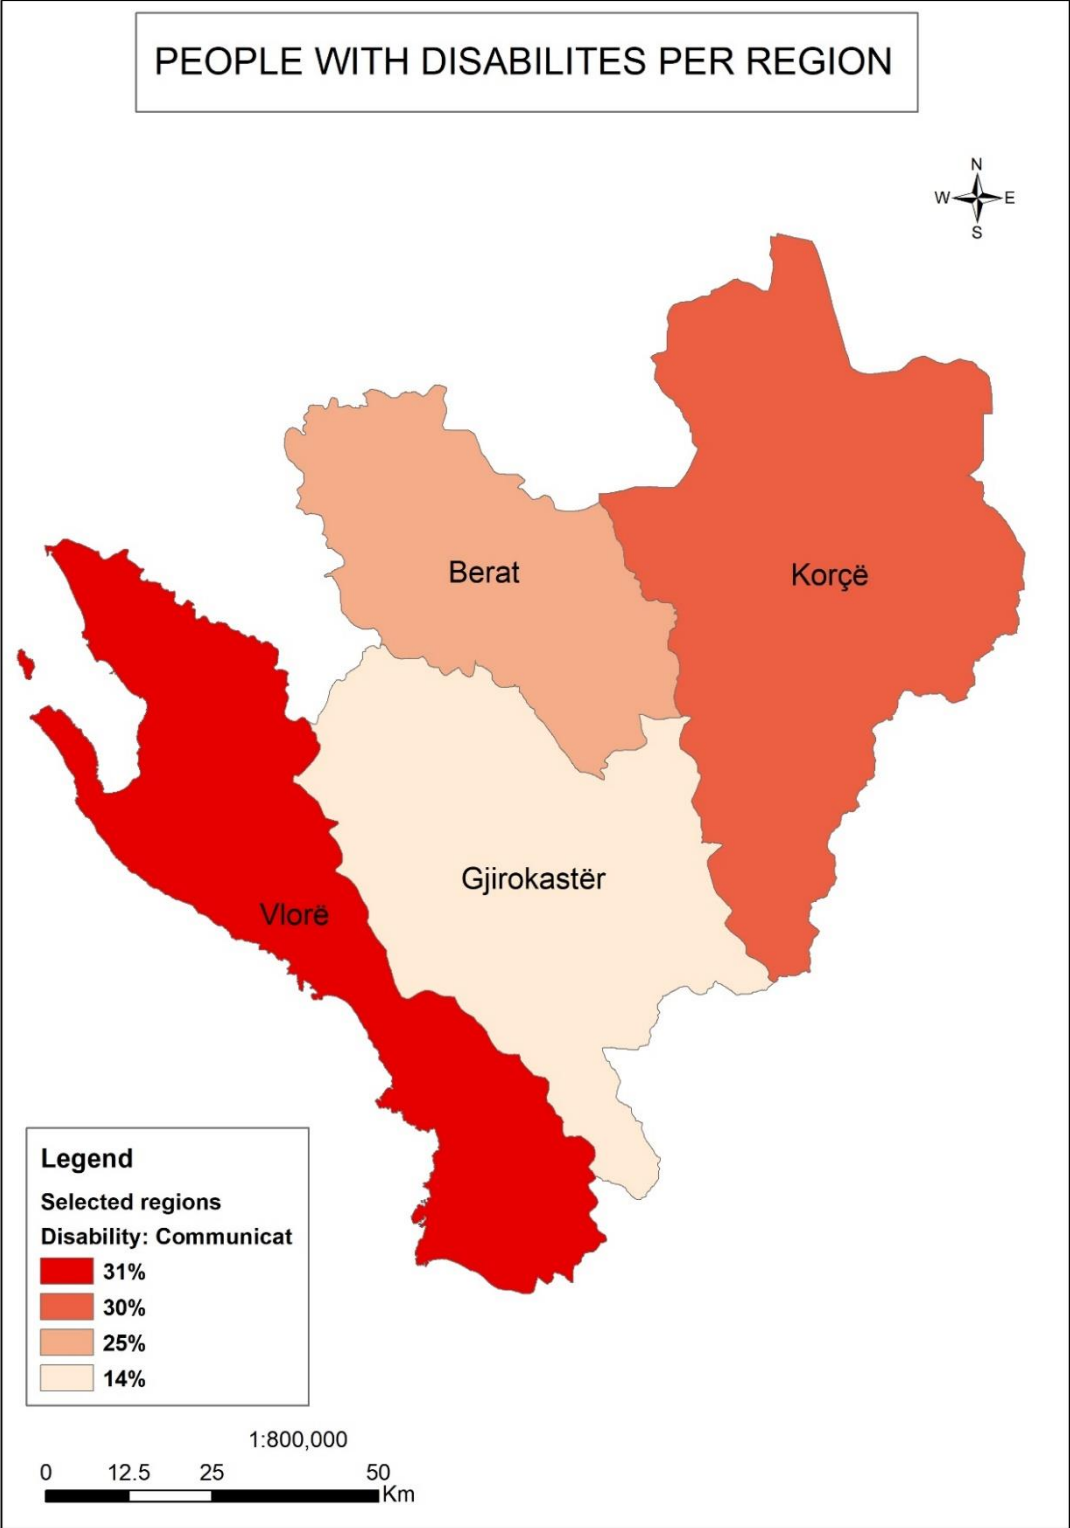 PEOPLE WITH DISABILITES PER REGION
N
W E
S
Berat
Korçë
Gjirokastër
Vlorë
Legend
Selected regions
Disability: Communicat
31%
30%
25%
14%
1:800,000
0 12.5 25 50
Km